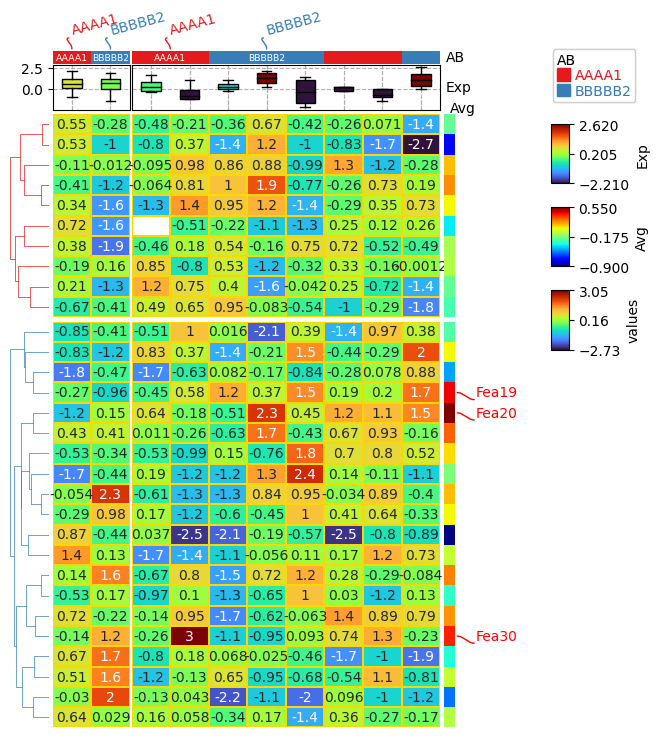 AAAA1 BBBBB2 AAAA1 BBBBB2
AAAA1 BBBBB2 AAAA1 BBBBB2 AB
2.5
0.0
Exp
Avg
0.55 -0.28 -0.48 -0.21 -0.36 0.67 -0.42 -0.26 0.071 -1.4
0.53 -1 -0.8 0.37 -1.4 1.2 -1 -0.83 -1.7 -2.7
-0.11 -0.012 -0.095 0.98 0.86 0.88 -0.99 1.3 -1.2 -0.28
-0.41 -1.2 -0.064 0.81 1 1.9 -0.77 -0.26 0.73 0.19
0.34 -1.6 -1.3 1.4 0.95 1.2 -1.4 -0.29 0.35 0.73
0.72 -1.6 -0.51 -0.22 -1.1 -1.3 0.25 0.12 0.26
0.38 -1.9 -0.46 0.18 0.54 -0.16 0.75 0.72 -0.52 -0.49
-0.19 0.16 0.85 -0.8 0.53 -1.2 -0.32 0.33 -0.16 -0.0012
0.21 -1.3 1.2 0.75 0.4 -1.6 -0.042 0.25 -0.72 -1.4
-0.67 -0.41 0.49 0.65 0.95 -0.083 -0.54 -1 -0.29 -1.8
-0.85 -0.41 -0.51 1 0.016 -2.1 0.39 -1.4 0.97 0.38
-0.83 -1.2 0.83 0.37 -1.4 -0.21 1.5 -0.44 -0.29 2
-1.8 -0.47 -1.7 -0.63 0.082 -0.17 -0.84 -0.28 0.078 0.88
-0.27 -0.96 -0.45 0.58 1.2 0.37 1.5 0.19 0.2 1.7 Fea19
-1.2 0.15 0.64 -0.18 -0.51 2.3 0.45 1.2 1.1 1.5 Fea20
0.43 0.41 0.011 -0.26 -0.63 1.7 -0.43 0.67 0.93 -0.16
-0.53 -0.34 -0.53 -0.99 0.15 -0.76 1.8 0.7 0.8 0.52
-1.7 -0.44 0.19 -1.2 -1.2 1.3 2.4 0.14 -0.11 -1.1
-0.054 2.3 -0.61 -1.3 -1.3 0.84 0.95 -0.034 0.89 -0.4
-0.29 0.98 0.17 -1.2 -0.6 -0.45 1 0.41 0.64 -0.33
0.87 -0.44 0.037 -2.5 -2.1 -0.19 -0.57 -2.5 -0.8 -0.89
1.4 0.13 -1.7 -1.4 -1.1 -0.056 0.11 0.17 1.2 0.73
0.14 1.6 -0.67 0.8 -1.5 0.72 1.2 0.28 -0.29 -0.084
-0.53 0.17 -0.97 0.1 -1.3 -0.65 1 0.03 -1.2 0.13
0.72 -0.22 -0.14 0.95 -1.7 -0.62 -0.063 1.4 0.89 0.79
-0.14 1.2 -0.26 3 -1.1 -0.95 0.093 0.74 1.3 -0.23 Fea30
0.67 1.7 -0.8 0.18 0.068 -0.025 -0.46 -1.7 -1 -1.9
0.51 1.6 -1.2 -0.13 0.65 -0.95 -0.68 -0.54 1.1 -0.81
-0.03 2 -0.13 0.043 -2.2 -1.1 -2 0.096 -1 -1.2
0.64 0.029 0.16 0.058 -0.34 0.17 -1.4 0.36 -0.27 -0.17
AB
AAAA1
BBBBB2
2.620
0.205
-2.210
Exp
0.550
-0.175
-0.900
Avg
3.05
0.16
-2.73
values